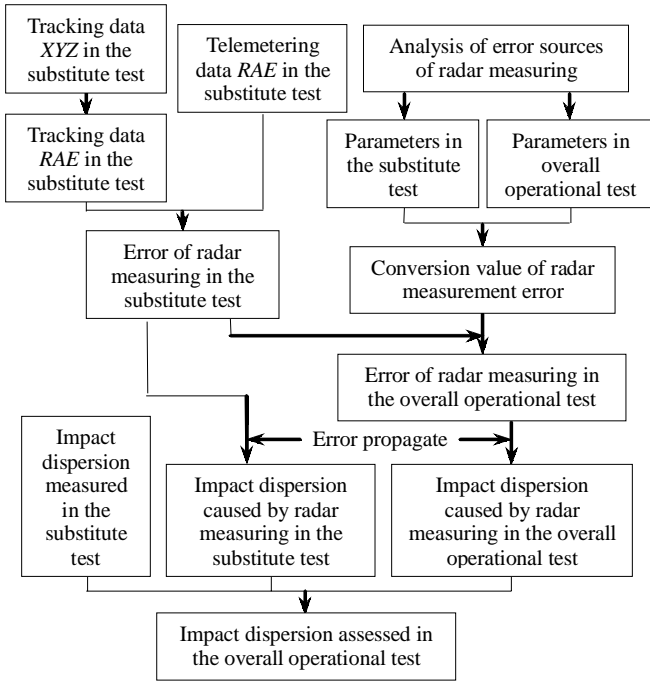 Tracking data
XYZ in the
substitute test
Telemetering
data RAE in the
substitute test
Analysis of error sources
of radar measuring
Tracking data
RAE in the
substitute test
Parameters in
the substitute
test
Parameters in
overall
operational test
Error of radar
measuring in the
substitute test
Conversion value of radar
measurement error
Error of radar measuring in
the overall operational test
Error propagate
Impact
dispersion
measured
in the
substitute
test
Impact dispersion
caused by radar
measuring in the
substitute test
Impact dispersion
caused by radar
measuring in the overall
operational test
Impact dispersion assessed in
the overall operational test